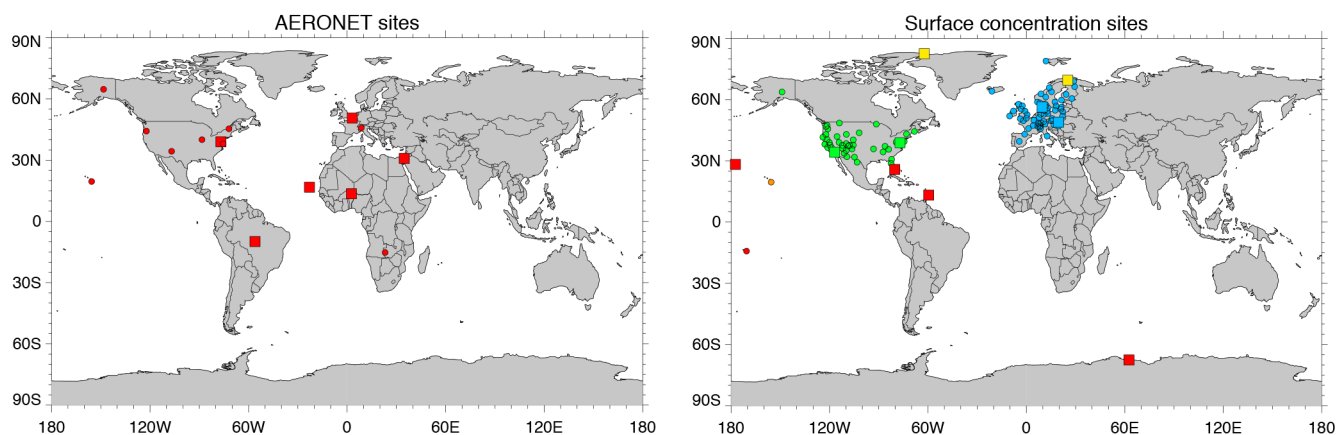 AERONET sites
90N
60N
30N
0
30S
60S
90S
180
120W
60W
0
60E
120E
180
Surface concentration sites
90N
60N
30N
0
30S
60S
90S
180
120W
60W
0
60E
120E
180